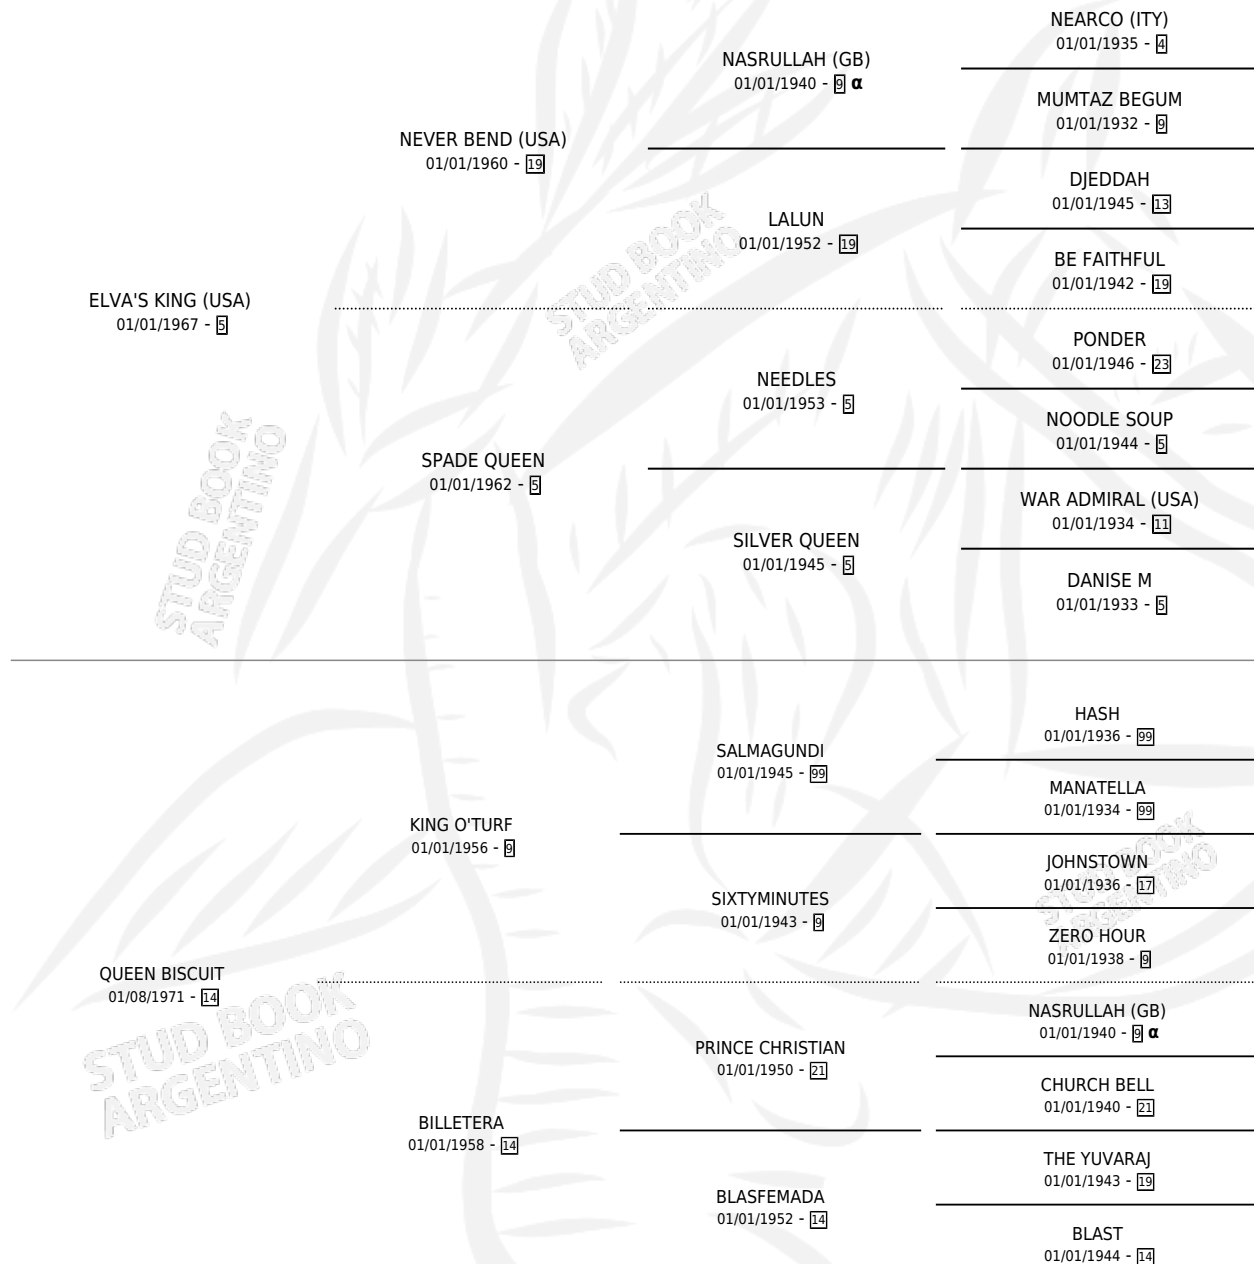 NEARCO (ITY)
01/01/1935 - 4
NASRULLAH (GB)
01/01/1940 - 9 α
MUMTAZ BEGUM
01/01/1932 - 9
NEVER BEND (USA)
01/01/1960 - 19
DJEDDAH
01/01/1945 - 13
LALUN
01/01/1952 - 19
BE FAITHFUL
01/01/1942 - 19
STUD BOOK
ARGENTINO
ELVA'S KING (USA)
01/01/1967 - 5
PONDER
01/01/1946 - 23
NEEDLES
01/01/1953 - 5
NOODLE SOUP
01/01/1944 - 5
STUD BOOK
ARGENTINO
SPADE QUEEN
01/01/1962 - 5
WAR ADMIRAL (USA)
01/01/1934 - 11
SILVER QUEEN
01/01/1945 - 5
DANISE M
01/01/1933 - 5
HASH
01/01/1936 - 99
SALMAGUNDI
01/01/1945 - 99
MANATELLA
01/01/1934 - 99
KING O'TURF
01/01/1956 - 9
JOHNSTOWN
01/01/1936 - 17
STUD BOOK
ARGENTINO
SIXTYMINUTES
01/01/1943 - 9
ZERO HOUR
01/01/1938 - 9
QUEEN BISCUIT
01/08/1971 - 14
STUD BOOK
ARGENTINO
NASRULLAH (GB)
01/01/1940 - 9 α
PRINCE CHRISTIAN
01/01/1950 - 21
CHURCH BELL
01/01/1940 - 21
BILLETERA
01/01/1958 - 14
THE YUVARAJ
01/01/1943 - 19
BLASFEMADA
01/01/1952 - 14
BLAST
01/01/1944 - 14